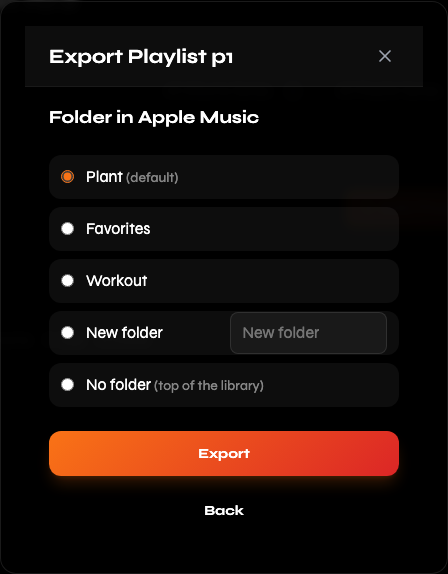 Export Playlist p1
Folder in Apple Music
Plant (default)
Favorites
Workout
New folder New folder
No folder (top of the library)
Export
Back